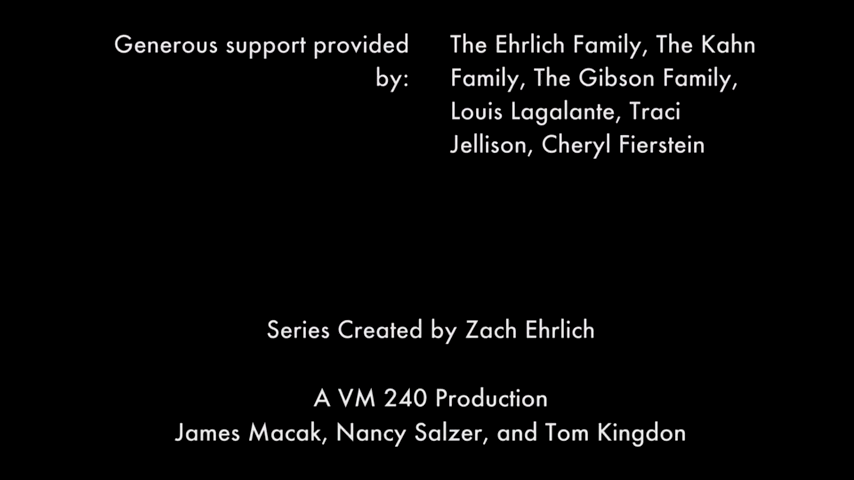 Generous support provided by:
The Ehrlich Family, The Kahn
Family, The Gibson Family,
Louis Lagalante, Traci
Jellison, Cheryl Fierstein
Series Created by Zach Ehrlich
A VM 240 Production
James Macak, Nancy Salzer, and Tom Kingdon